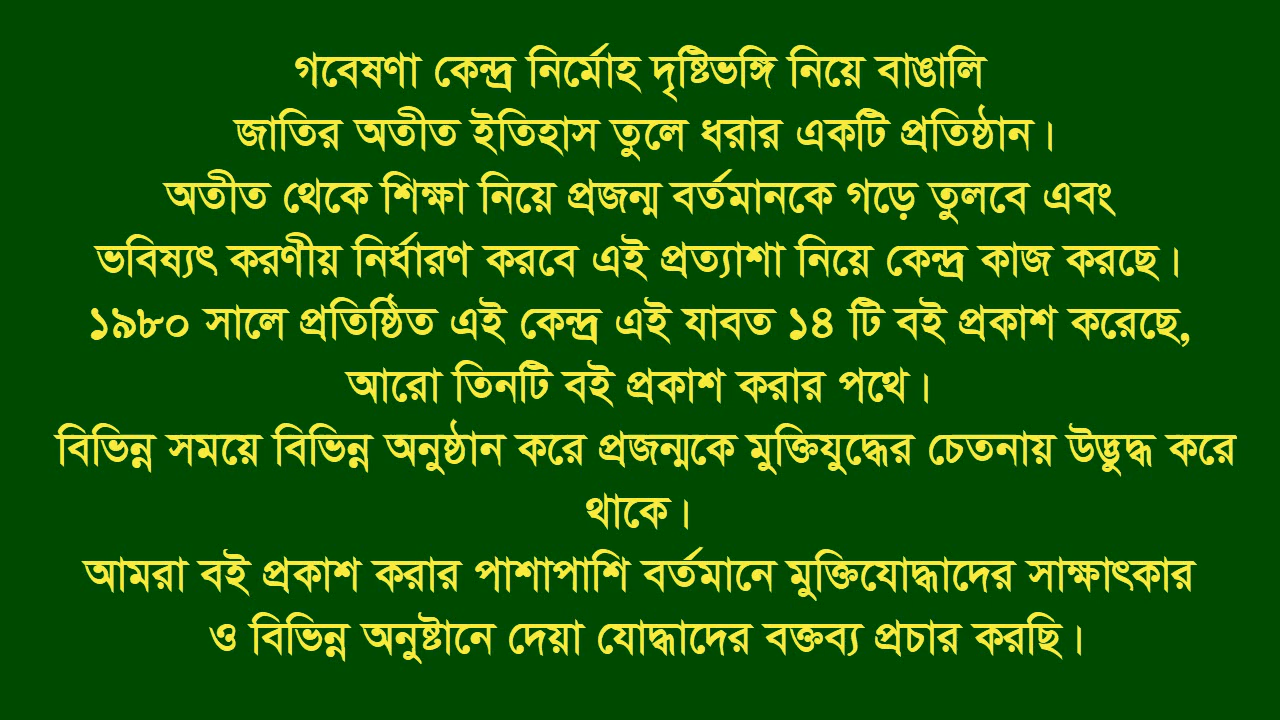 গবেষণা কেন্দ্র নির্মোহ দৃষ্টিভঙ্গি নিয়ে বাঙালি
জাতির অতীত ইতিহাস তুলে ধরার একটি প্রতিষ্ঠান।
অতীত থেকে শিক্ষা নিয়ে প্রজন্ম বর্তমানকে গড়ে তুলবে এবং
ভবিষ্যৎ করণীয় নির্ধারণ করবে এই প্রত্যাশা নিয়ে কেন্দ্র কাজ করছে।
১৯৮০ সালে প্রতিষ্ঠিত এই কেন্দ্র এই যাবত ১৪ টি বই প্রকাশ করেছে,
আরো তিনটি বই প্রকাশ করার পথে।
বিভিন্ন সময়ে বিভিন্ন অনুষ্ঠান করে প্রজন্মকে মুক্তিযুদ্ধের চেতনায় উদ্ভুদ্ধ করে
থাকে।
আমরা বই প্রকাশ করার পাশাপাশি বর্তমানে মুক্তিযোদ্ধাদের সাক্ষাৎকার
ও বিভিন্ন অনুষ্টানে দেয়া যোদ্ধাদের বক্তব্য প্রচার করছি।